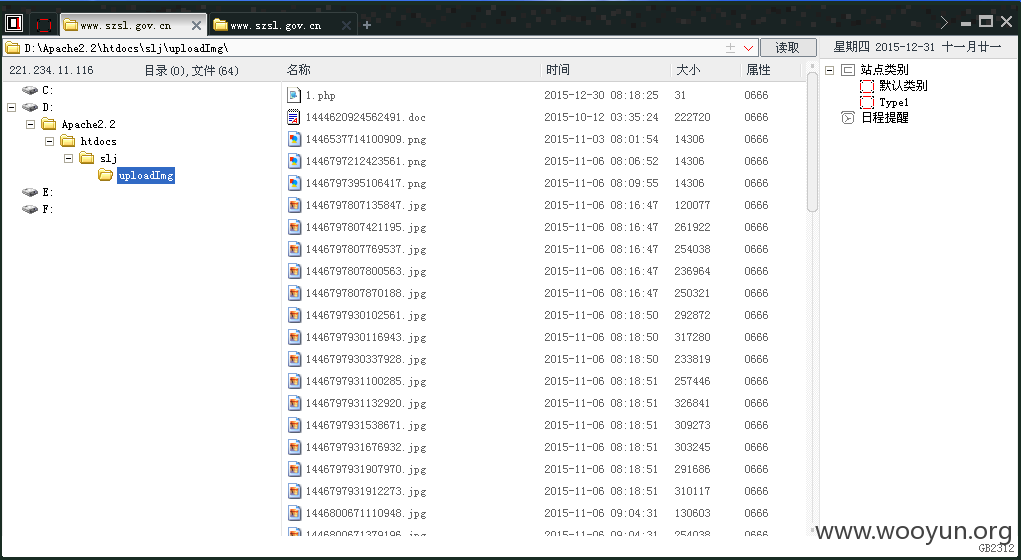 www.szsl.gov.cn www.szsl.gov.cn
D:\Apache2.2\htdocs\slj\uploadImg\ 读取 星期四 2015-12-31 十一月廿一
221.234.11.116 目录(0),文件(64) 名称 时间 大小 属性
C:
D:
Apache2.2
htdocs
slj
uploadImg
E:
F:
1.php 2015-12-30 08:18:25 31 0666
1444620924562491.doc 2015-10-12 03:35:24 222720 0666
1446537714100909.png 2015-11-03 08:01:54 14306 0666
1446797212423561.png 2015-11-06 08:06:52 14306 0666
1446797395106417.png 2015-11-06 08:09:55 14306 0666
1446797807135847.jpg 2015-11-06 08:16:47 120077 0666
1446797807421195.jpg 2015-11-06 08:16:47 261922 0666
1446797807769537.jpg 2015-11-06 08:16:47 254038 0666
1446797807800563.jpg 2015-11-06 08:16:47 236964 0666
1446797807870188.jpg 2015-11-06 08:16:47 250321 0666
1446797930102561.jpg 2015-11-06 08:18:50 292872 0666
1446797930116943.jpg 2015-11-06 08:18:50 317280 0666
1446797930337928.jpg 2015-11-06 08:18:50 233819 0666
1446797931100285.jpg 2015-11-06 08:18:51 257446 0666
1446797931132920.jpg 2015-11-06 08:18:51 326841 0666
1446797931538671.jpg 2015-11-06 08:18:51 309273 0666
1446797931676932.jpg 2015-11-06 08:18:51 303245 0666
1446797931907970.jpg 2015-11-06 08:18:51 291686 0666
1446797931912273.jpg 2015-11-06 08:18:51 310117 0666
1446800671110948.jpg 2015-11-06 09:04:31 130603 0666
1446800671379196.jpg 2015-11-06 09:04:31 254038 0666
站点类别
默认类别
Type1
日程提醒
www.wooyun.org
GB2312